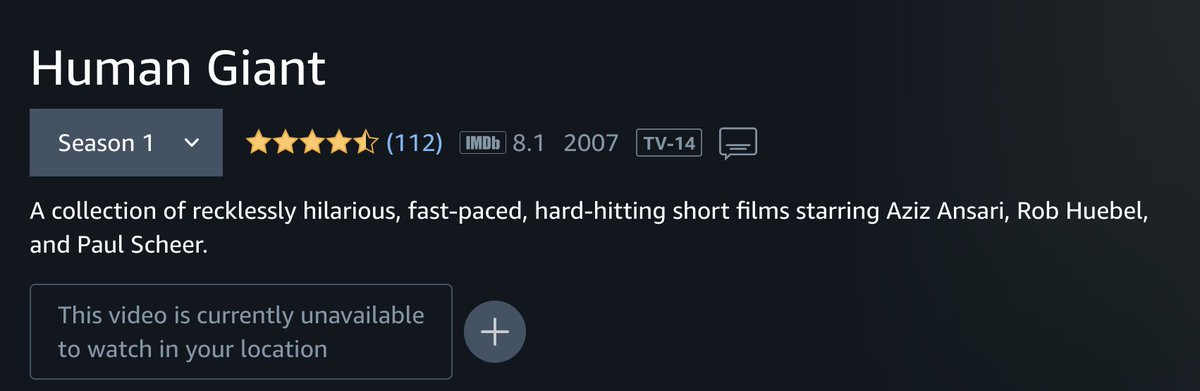 Human Giant
Season 1 (112) IMDb 8.1 2007 TV-14
A collection of recklessly hilarious, fast-paced, hard-hitting short films starring Aziz Ansari, Rob Huebel,
and Paul Scheer.
This video is currently unavailable
to watch in your location